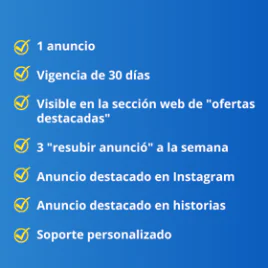 1 anuncio
Vigencia de 30 días
Visible en la sección web de "ofertas
destacadas"
3 "resubir anunció" a la semana
Anuncio destacado en Instagram
Anuncio destacado en historias
Soporte personalizado